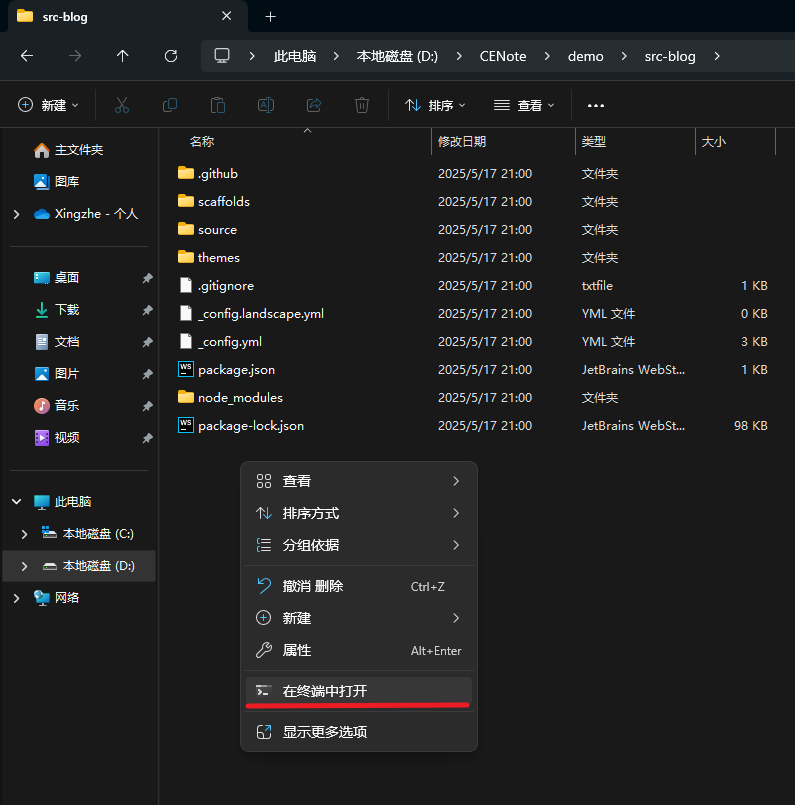 src-blog
此电脑 本地磁盘 (D:) CENote demo src-blog
新建 排序 查看
主文件夹
图库
Xingzhe - 个人
桌面
下载
文档
图片
音乐
视频
此电脑
本地磁盘 (C:)
本地磁盘 (D:)
网络
名称 修改日期 类型 大小
.github 2025/5/17 21:00 文件夹
scaffolds 2025/5/17 21:00 文件夹
source 2025/5/17 21:00 文件夹
themes 2025/5/17 21:00 文件夹
.gitignore 2025/5/17 21:00 txtfile 1 KB
_config.landscape.yml 2025/5/17 21:00 YML 文件 0 KB
_config.yml 2025/5/17 21:00 YML 文件 3 KB
WS package.json 2025/5/17 21:00 JetBrains WebSt... 1 KB
node_modules 2025/5/17 21:00 文件夹
WS package-lock.json 2025/5/17 21:00 JetBrains WebSt... 98 KB
查看
排序方式
分组依据
撤消 删除 Ctrl+Z
新建
属性 Alt+Enter
在终端中打开
显示更多选项